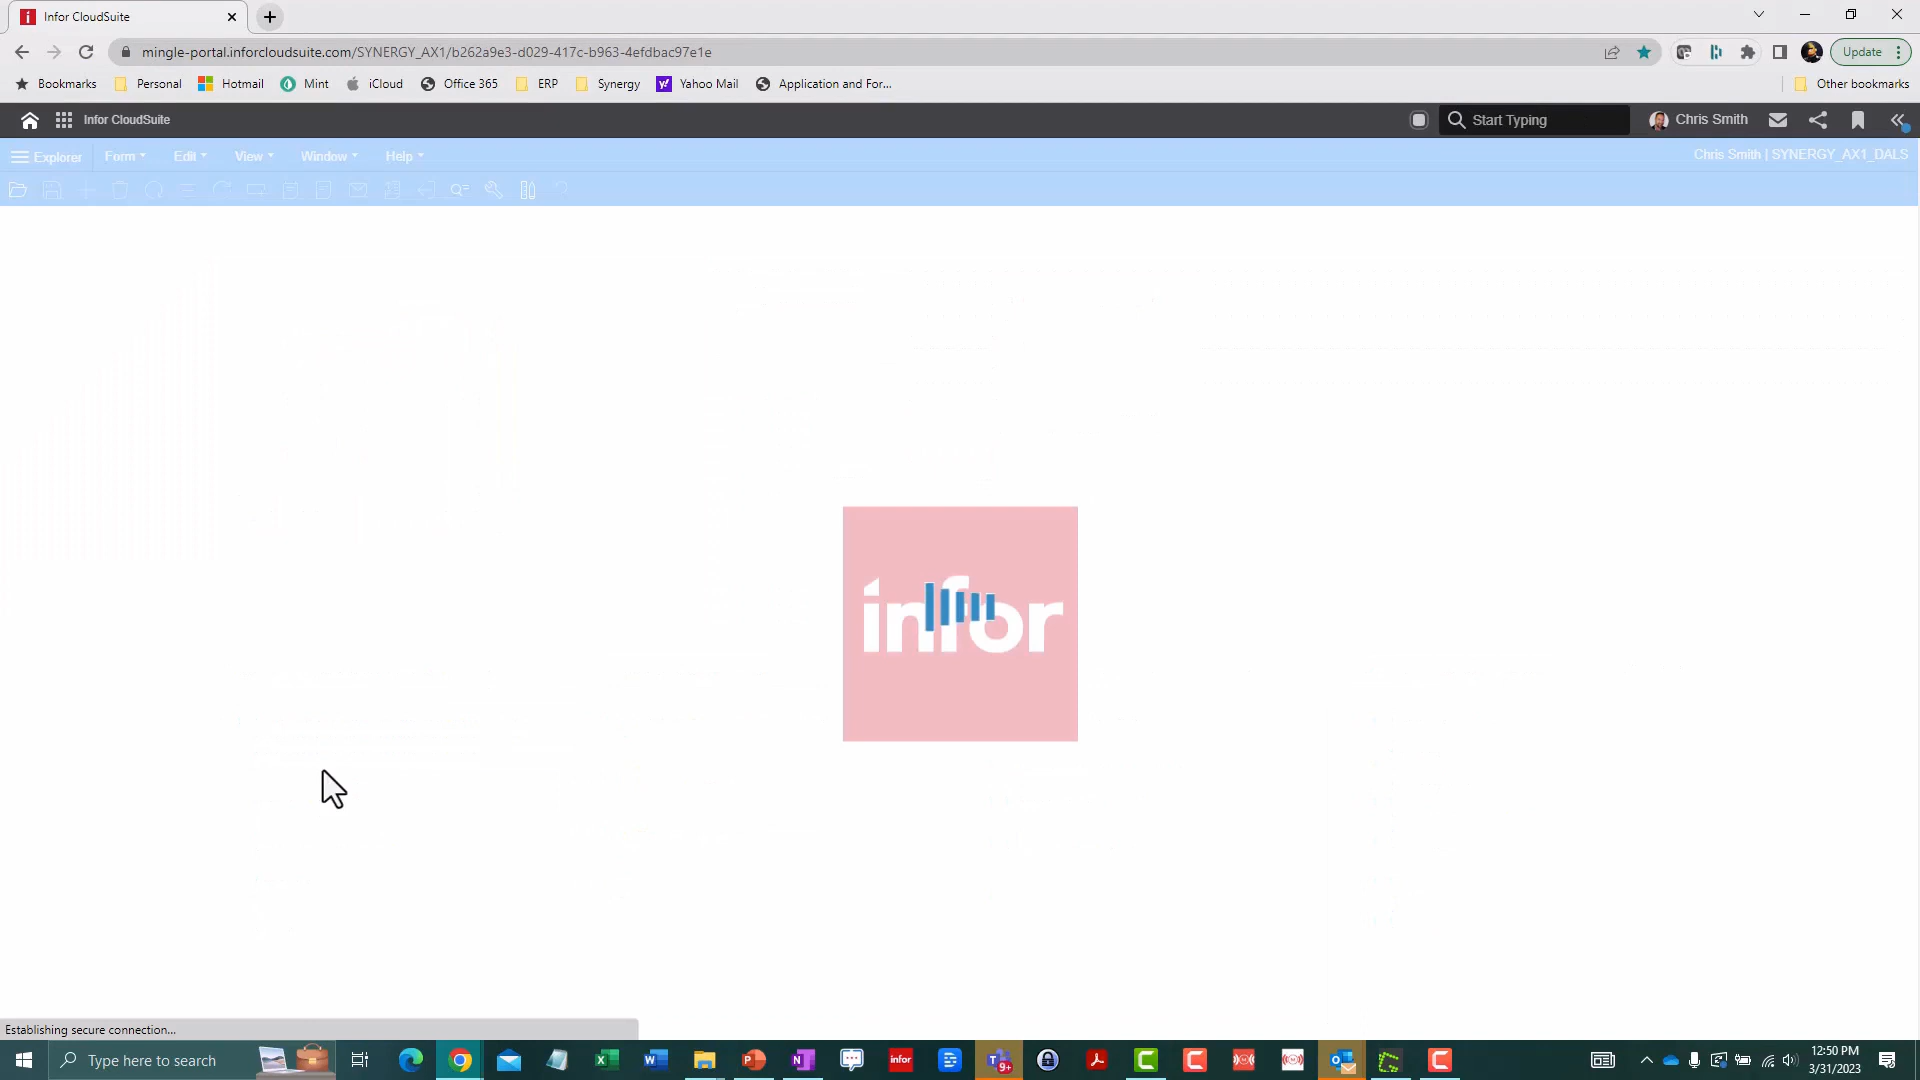 Infor CloudSuite
mingle-portal.inforcloudsuite.com/SYNERGY_AX1/b262a9e3-d029-417c-b963-4efdbac97e1e
Update
Bookmarks Personal Hotmail Mint iCloud Office 365 ERP Synergy Yahoo Mail Application and For... Other bookmarks
Infor CloudSuite Start Typing Chris Smith
Explorer Form Edit View Window Help Chris Smith | SYNERGY_AX1_DALS
infor
Establishing secure connection...
Type here to search
infor
9+
12:50 PM
3/31/2023